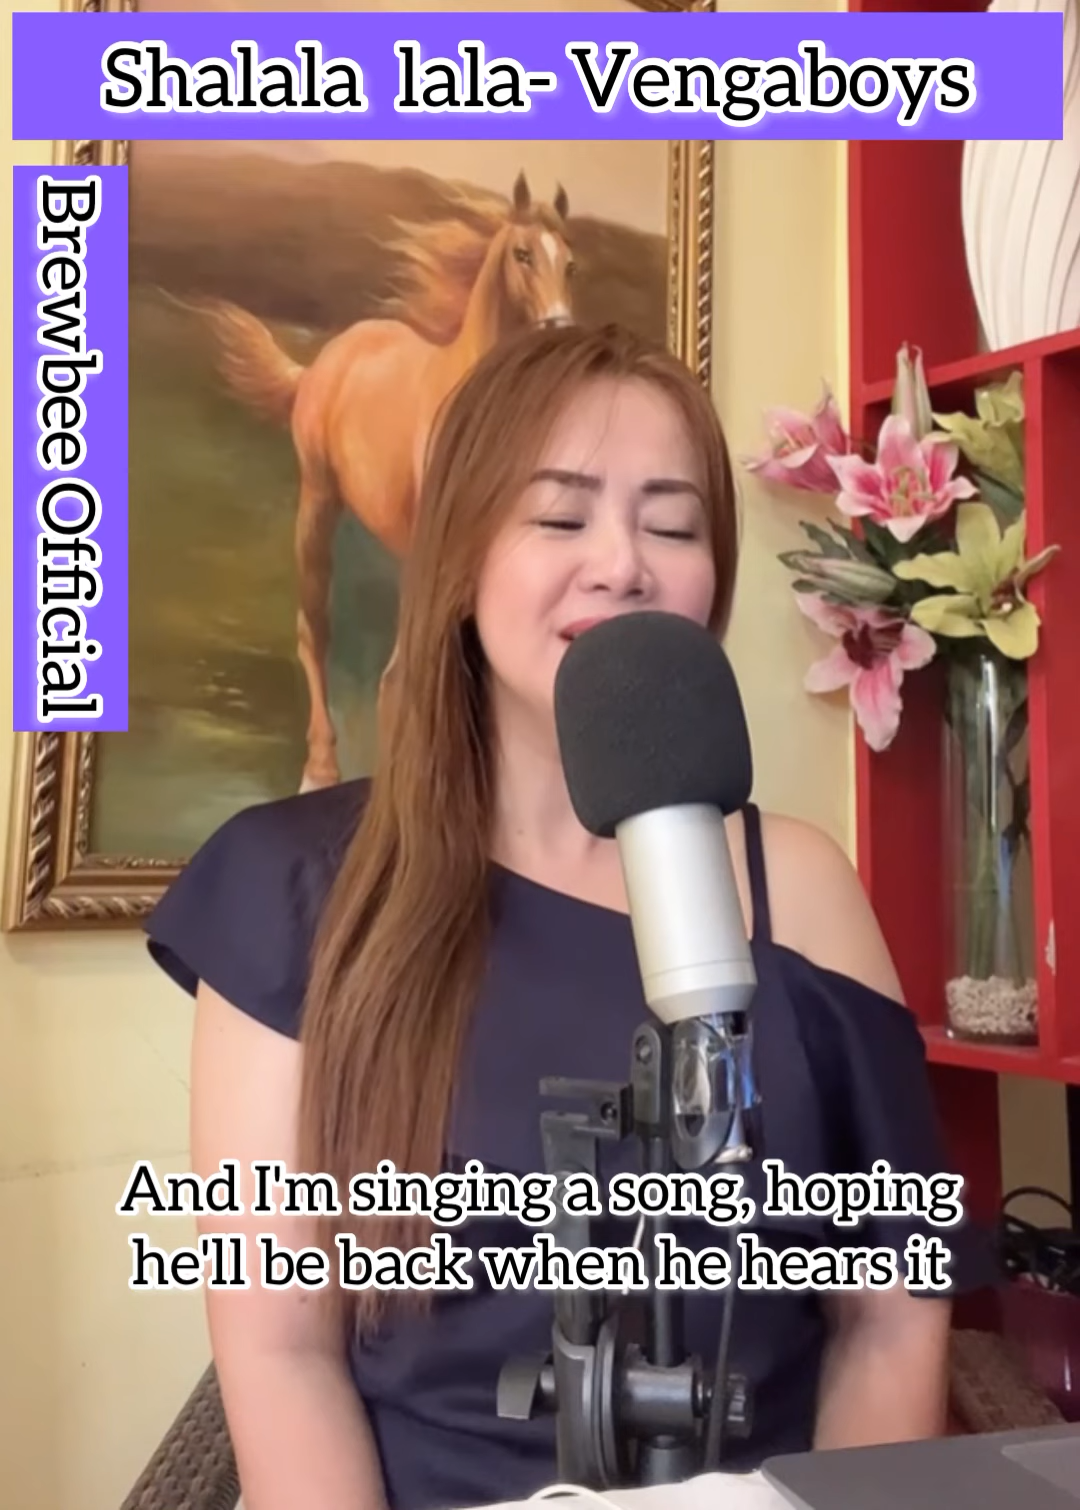 Shalala lala- Vengaboys
Brewbee Official
And I'm singing a song, hoping
he'll be back when he hears it